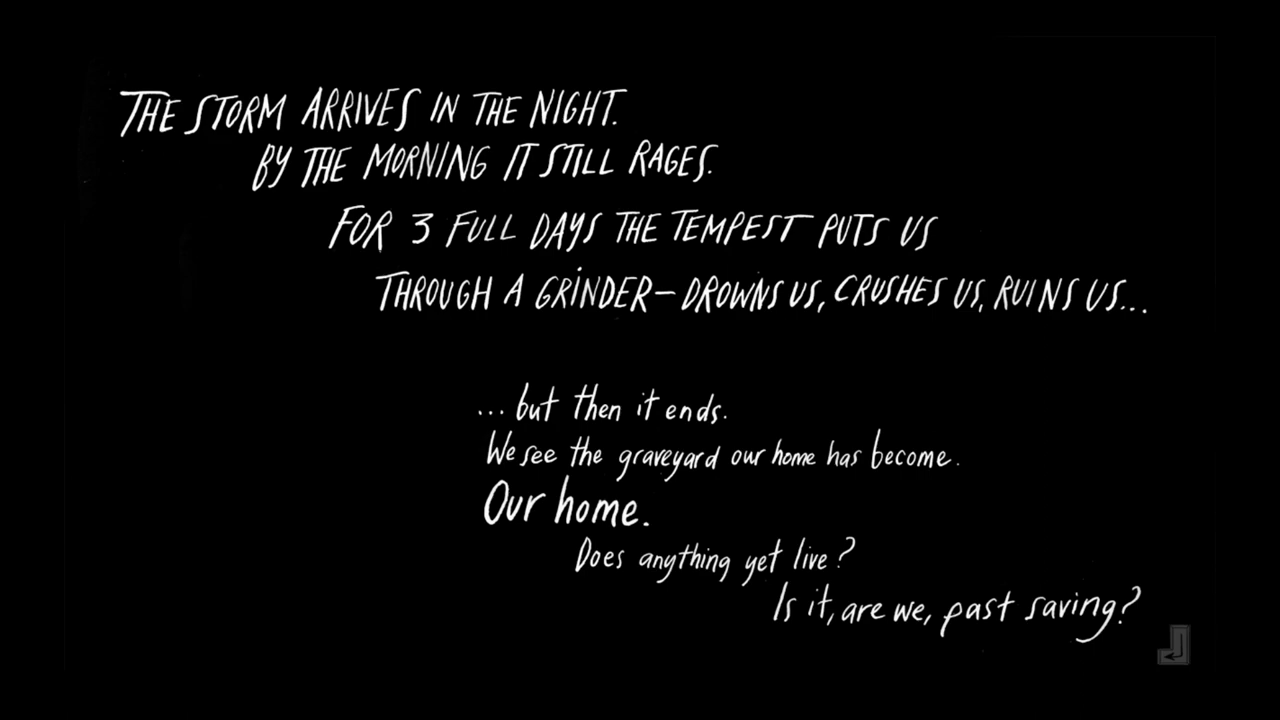 THE STORM ARRIVES IN THE NIGHT.
BY THE MORNING IT STILL RAGES.
FOR 3 FULL DAYS THE TEMPEST PUTS US
THROUGH A GRINDER—DROWNS US, CRUSHES US, RUINS US...
...but then it ends.
We see the graveyard our home has become.
Our home.
Does anything yet live?
Is it, are we, past saving?